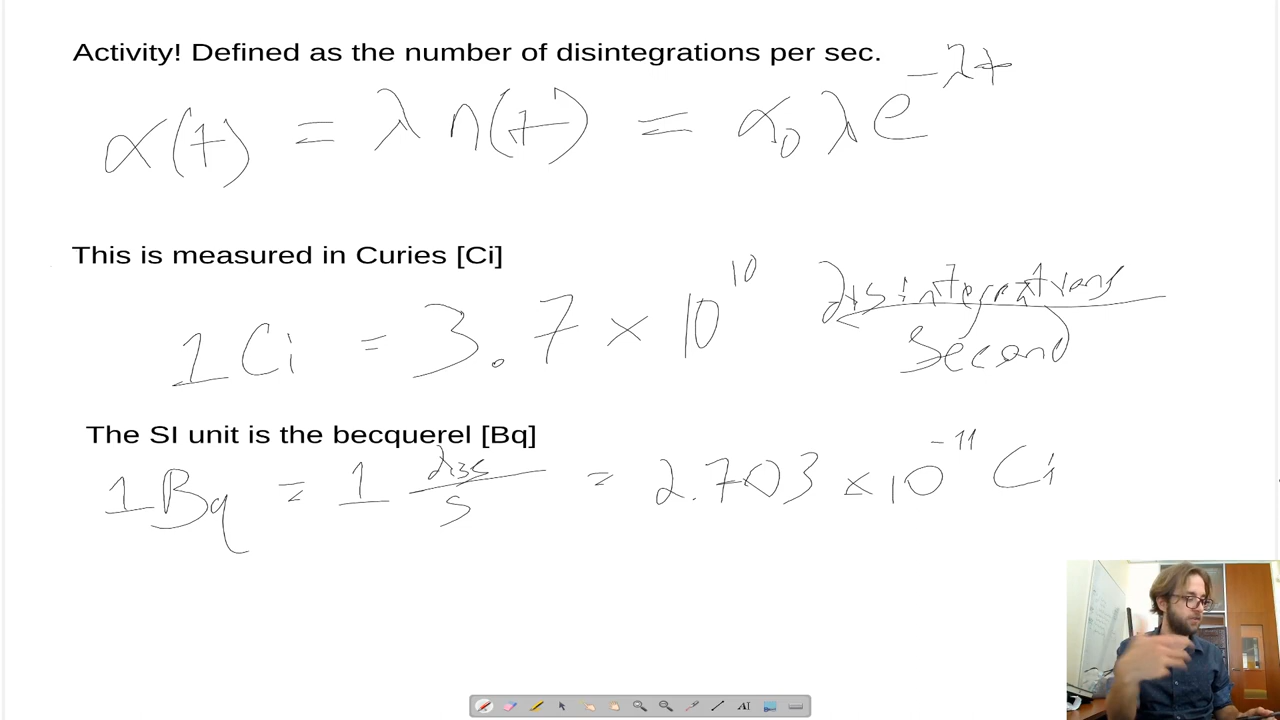 Activity! Defined as the number of disintegrations per sec.
α(t) = λ n(t) = α₀ λ e^(-λt)
This is measured in Curies [Ci]
1 Ci = 3.7 × 10^10 disintegrations / second
The SI unit is the becquerel [Bq]
1 Bq = 1 dis / s = 2.703 × 10^-11 Ci
AI